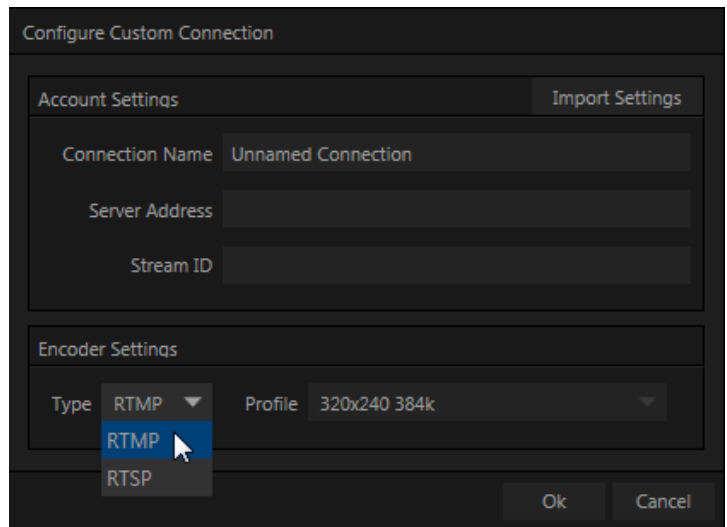 Configure Custom Connection
Account Settings Import Settings
Connection Name Unnamed Connection
Server Address
Stream ID
Encoder Settings
Type RTMP Profile 320x240 384k
RTMP
RTSP
Ok Cancel